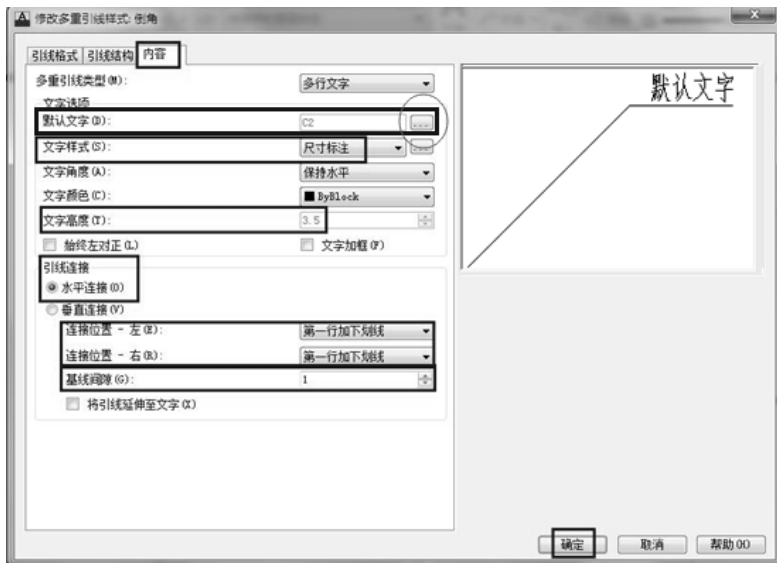 修改多重引线样式: 倒角
引线格式 引线结构 内容
多重引线类型(M): 多行文字
文字选项
默认文字(D): C2 ...
文字样式(S): 尺寸标注 ...
文字角度(A): 保持水平
文字颜色(C): ByBlock
文字高度(T): 3.5
始终左对正(L) 文字加框(F)
引线连接
水平连接(O)
垂直连接(V)
连接位置 - 左(E): 第一行加下划线
连接位置 - 右(R): 第一行加下划线
基线间隙(G): 1
将引线延伸至文字(X)
默认文字
确定 取消 帮助(H)